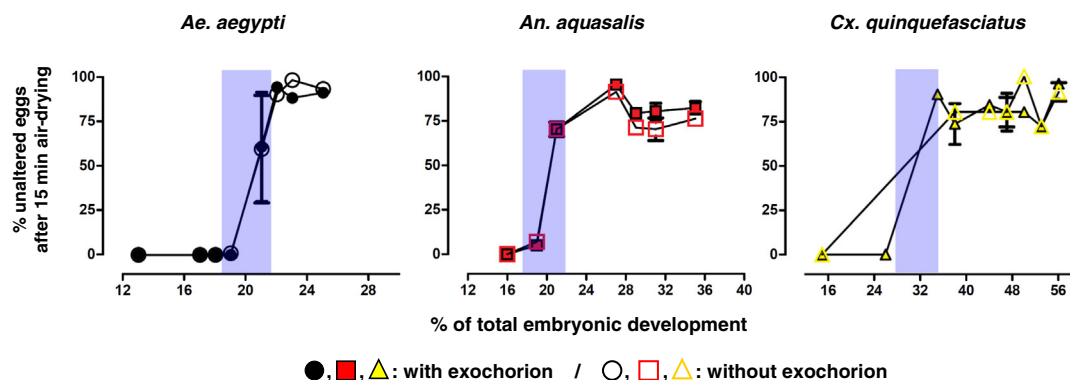 Ae. aegypti An. aquasalis Cx. quinquefasciatus
% unaltered eggs
after 15 min air-drying
100 75 50 25 0
12 16 20 24 28
100 75 50 25 0
16 20 24 28 32 36 40
100 75 50 25 0
16 24 32 40 48 56
% of total embryonic development
, , : with exochorion / , , : without exochorion